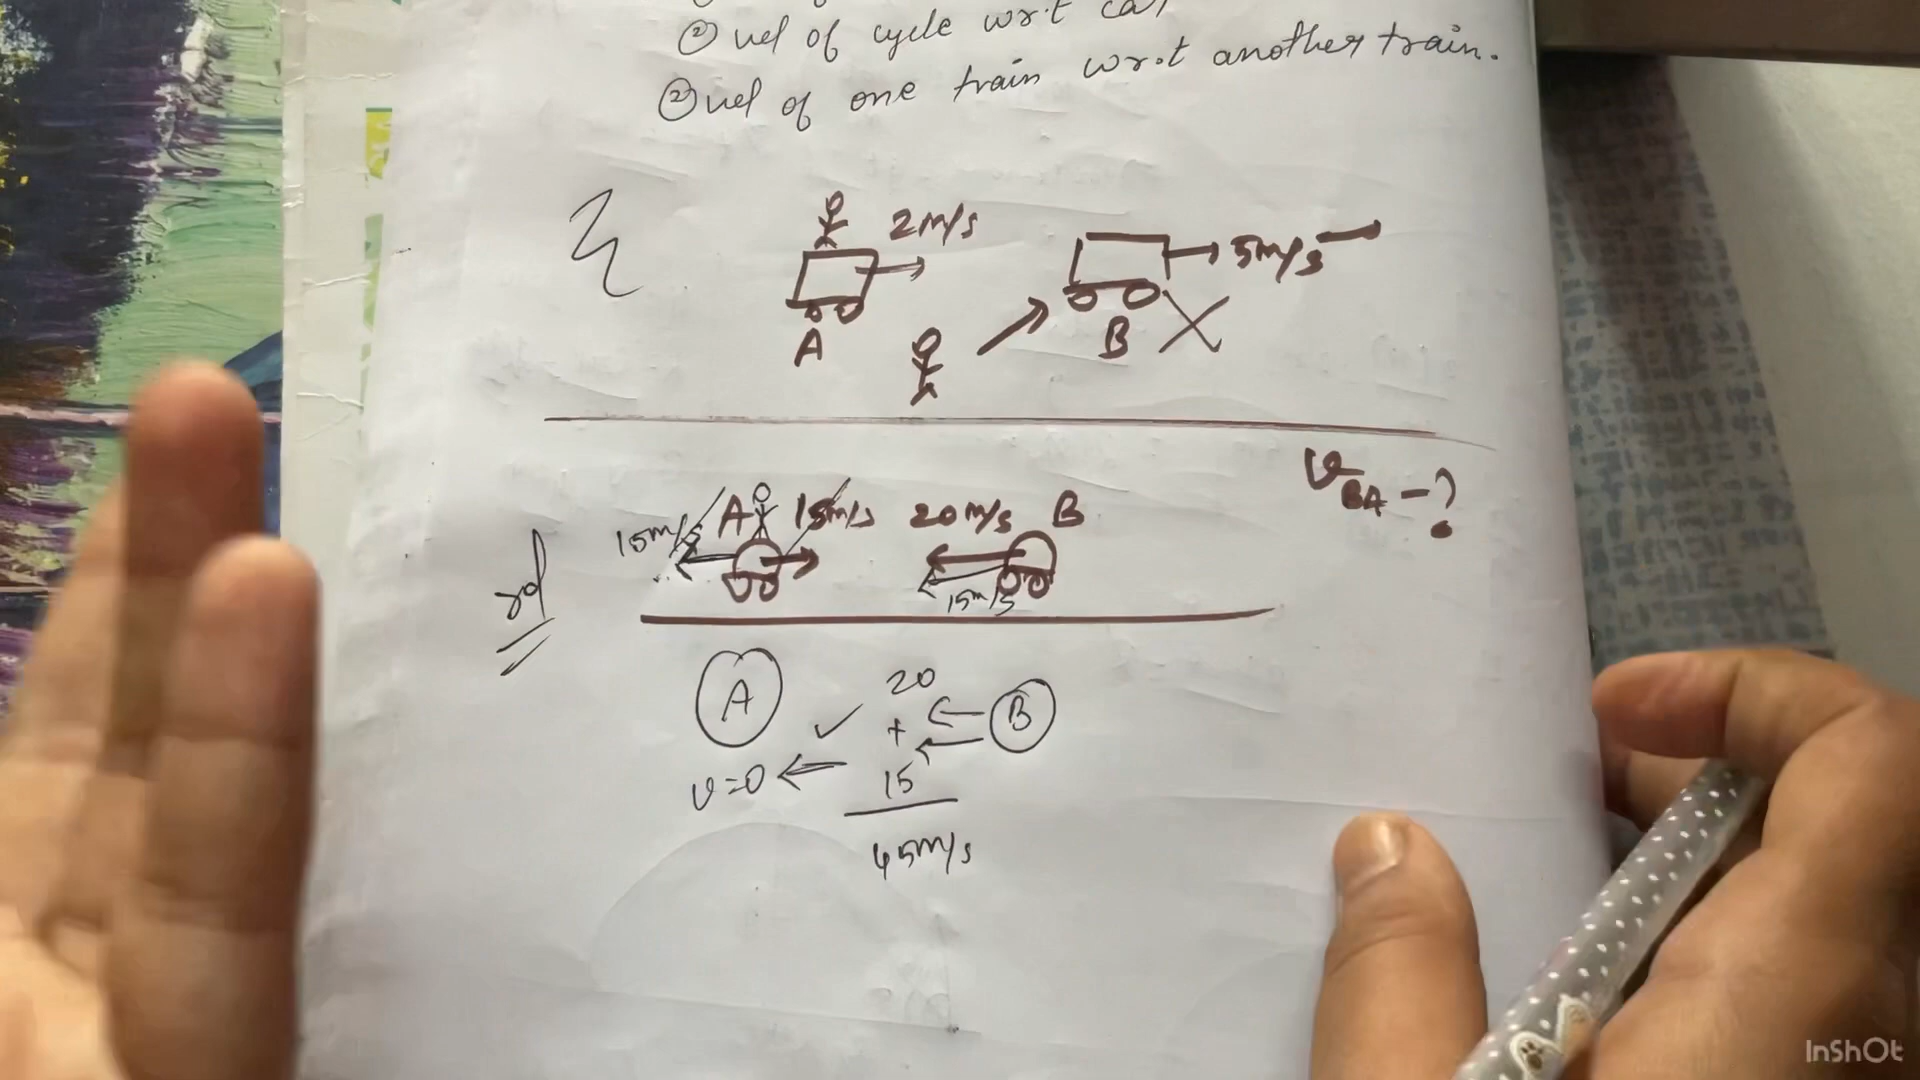 ② vel of cycle w.r.t car
② vel of one train w.r.t another train.
2m/s
5m/s
A
B
V BA - ?
15m/s A 15m/s 20m/s B
15m/s
sol
A
20
+
15
B
v=0
45m/s
InShOt